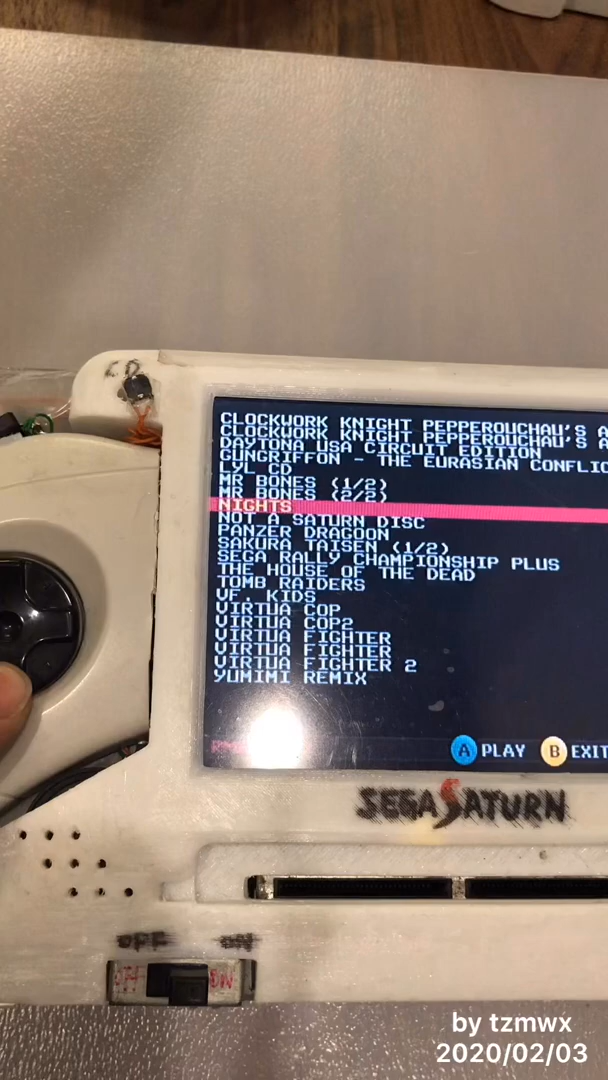 CD
CLOCKWORK KNIGHT PEPPEROUCHAU'S A
CLOCKWORK KNIGHT PEPPEROUCHAU'S A
DAYTONA USA CIRCUIT EDITION
GUNGRIFFON - THE EURASIAN CONFLIC
LYL CD
MR BONES (1/2)
MR BONES (2/2)
NIGHTS
NOT A SATURN DISC
PANZER DRAGOON
SAKURA TAISEN (1/2)
SEGA RALLY CHAMPIONSHIP PLUS
THE HOUSE OF THE DEAD
TOMB RAIDERS
VF. KIDS
VIRTUA COP
VIRTUA COP2
VIRTUA FIGHTER
VIRTUA FIGHTER
VIRTUA FIGHTER 2
YUMIMI REMIX
A PLAY B EXIT
SEGA SATURN
OFF ON
OFF ON
by tzmwx
2020/02/03